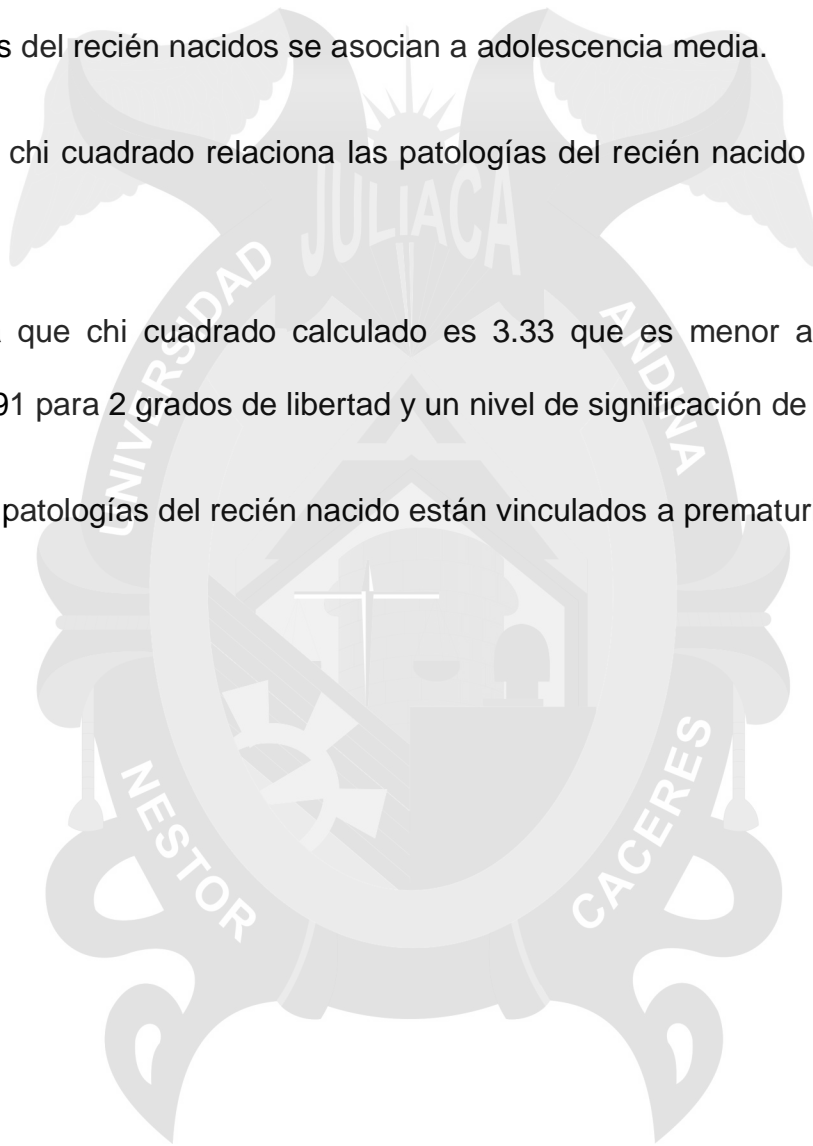 s del recién nacidos se asocian a adolescencia media.
chi cuadrado relaciona las patologías del recién nacido
JULIACA
UNIVERSIDAD
ANDINA
que chi cuadrado calculado es 3.33 que es menor a
91 para 2 grados de libertad y un nivel de significación de
patologías del recién nacido están vinculados a prematur
NESTOR
CACERES